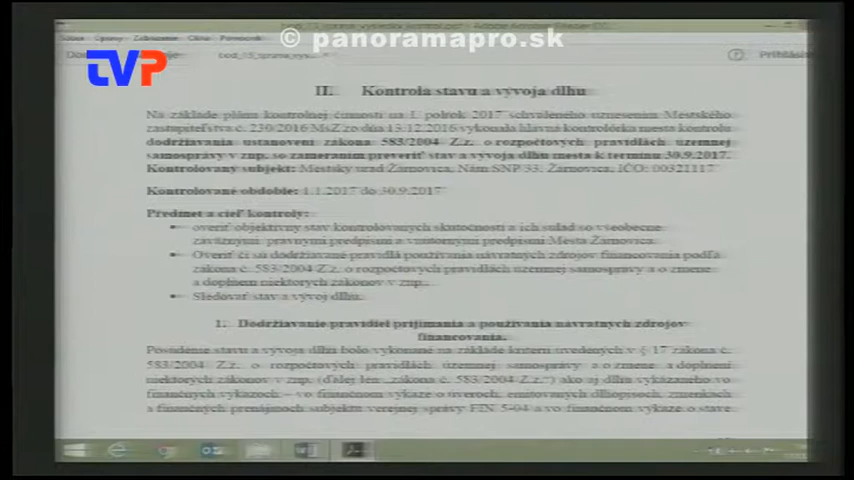 © panoramapro.sk
TVP
II. Kontrola stavu a vývoja dlhu
Na základe plánu kontrolnej činnosti na I. polrok 2017 schváleného uznesením Mestského
zastupiteľstva č. 230/2016 MsZ zo dňa 13.12.2016 vykonala hlavná kontrolórka mesta kontrolu
dodržiavania ustanovení zákona 583/2004 Z.z. o rozpočtových pravidlách územnej
samosprávy v znp. so zameraním preveriť stav a vývoja dlhu mesta k termínu 30.9.2017.
Kontrolovaný subjekt: Mestský úrad Žarnovica, Nám SNP 33, Žarnovica, IČO: 00321117
Kontrolované obdobie: 1.1.2017 do 30.9.2017
Predmet a cieľ kontroly:
overiť objektívny stav kontrolovaných skutočností a ich súlad so všeobecne
záväznými právnymi predpismi a vnútornými predpismi Mesta Žarnovica.
Overiť či sú dodržiavané pravidlá používania návratných zdrojov financovania podľa
zákona č. 583/2004 Z.z. o rozpočtových pravidlách územnej samosprávy a o zmene
a doplnení niektorých zákonov v znp..
Sledovať stav a vývoj dlhu.
1. Dodržiavanie pravidiel prijímania a používania návratných zdrojov
financovania.
Posúdenie stavu a vývoja dlhu bolo vykonané na základe kritérií uvedených v § 17 zákona č.
583/2004 Z.z. o rozpočtových pravidlách územnej samosprávy a o zmene a doplnení
niektorých zákonov v znp. (ďalej len „zákona č. 583/2004 Z.z.") ako aj dlhu vykázaného vo
finančných výkazoch – vo finančnom výkaze o úveroch, emitovaných dlhopisoch, zmenkách
a finančných prenájmoch subjektu verejnej správy FIN 5-04 a vo finančnom výkaze o stave